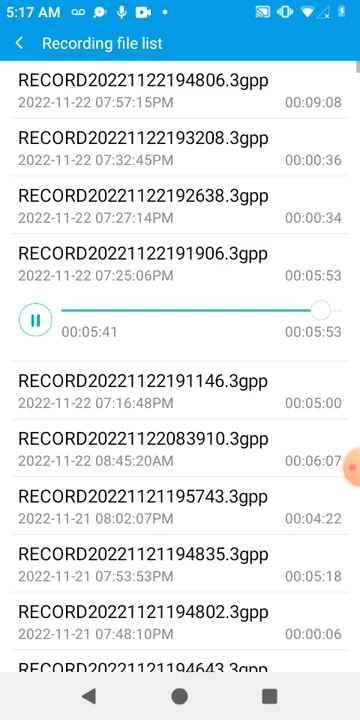 5:17 AM
Recording file list
RECORD20221122194806.3gpp
2022-11-22 07:57:15PM 00:09:08
RECORD20221122193208.3gpp
2022-11-22 07:32:45PM 00:00:36
RECORD20221122192638.3gpp
2022-11-22 07:27:14PM 00:00:34
RECORD20221122191906.3gpp
2022-11-22 07:25:06PM 00:05:53
00:05:41 00:05:53
RECORD20221122191146.3gpp
2022-11-22 07:16:48PM 00:05:00
RECORD20221122083910.3gpp
2022-11-22 08:45:20AM 00:06:07
RECORD20221121195743.3gpp
2022-11-21 08:02:07PM 00:04:22
RECORD20221121194835.3gpp
2022-11-21 07:53:53PM 00:05:18
RECORD20221121194802.3gpp
2022-11-21 07:48:10PM 00:00:06
RECORD20221121194643.3gpp